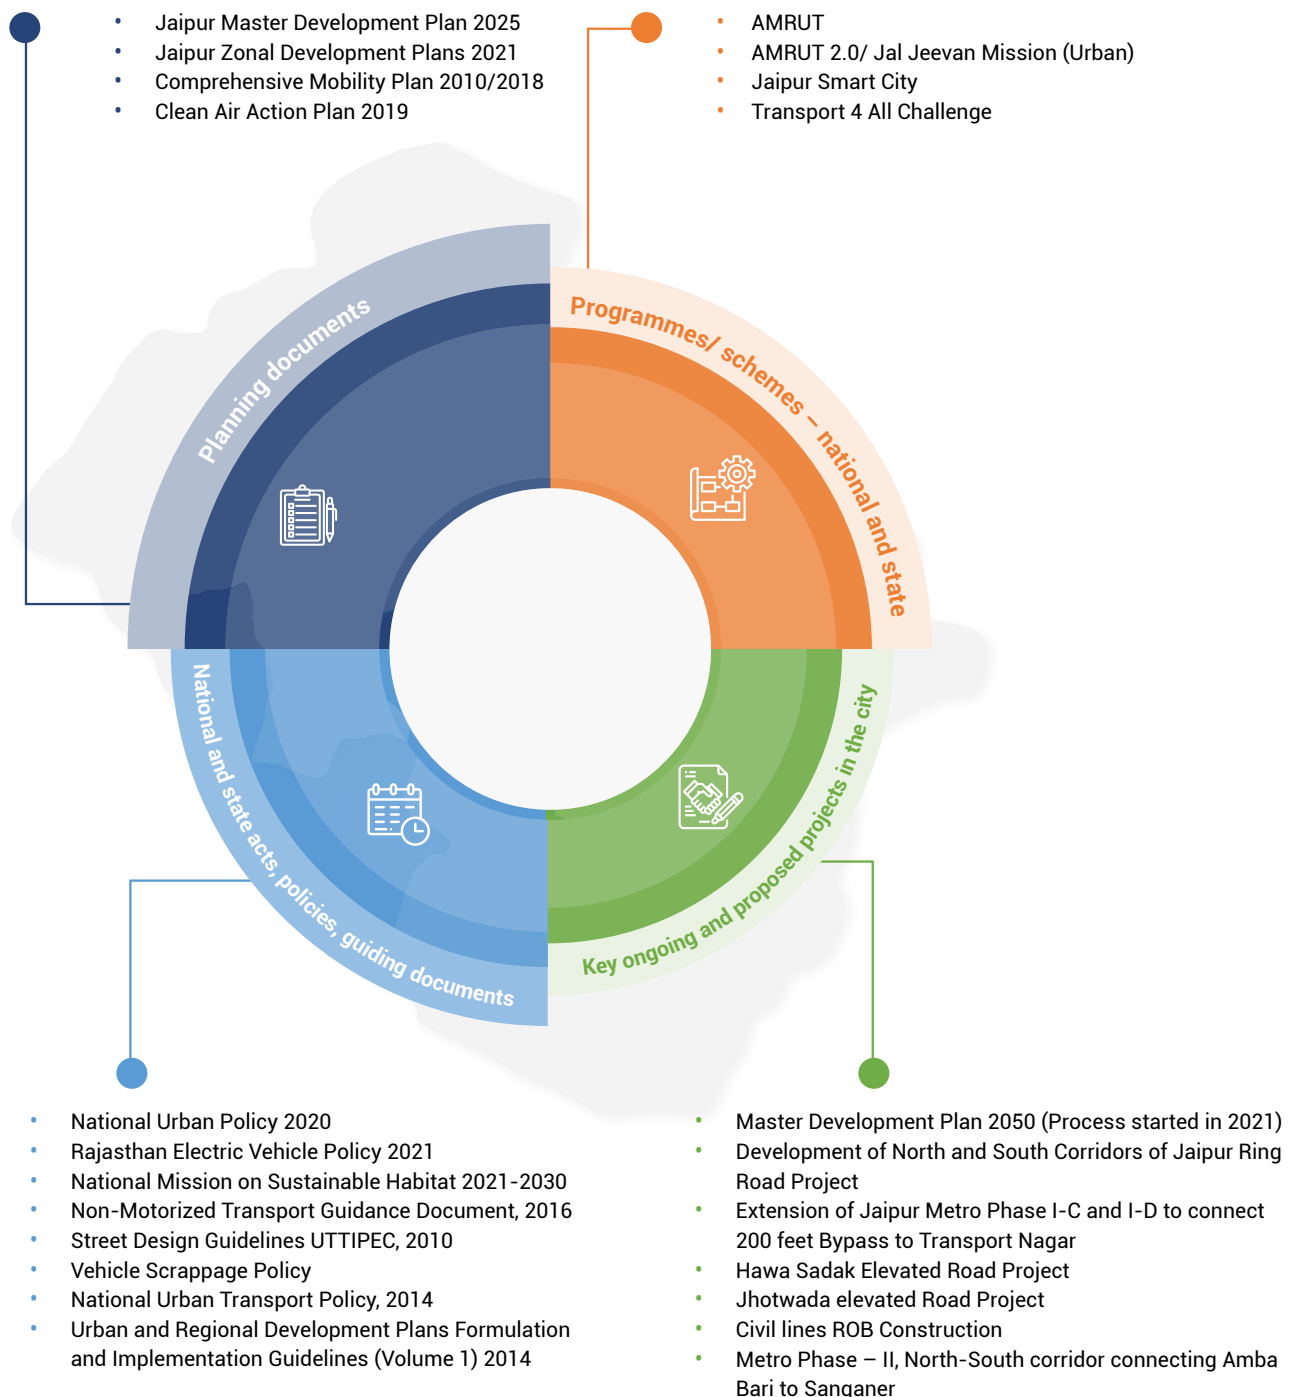 Jaipur Master Development Plan 2025
Jaipur Zonal Development Plans 2021
Comprehensive Mobility Plan 2010/2018
Clean Air Action Plan 2019
AMRUT
AMRUT 2.0/ Jal Jeevan Mission (Urban)
Jaipur Smart City
Transport 4 All Challenge
Planning documents
Programmes/ schemes – national and state
National and state acts, policies, guiding documents
Key ongoing and proposed projects in the city
National Urban Policy 2020
Rajasthan Electric Vehicle Policy 2021
National Mission on Sustainable Habitat 2021-2030
Non-Motorized Transport Guidance Document, 2016
Street Design Guidelines UTTIPEC, 2010
Vehicle Scrappage Policy
National Urban Transport Policy, 2014
Urban and Regional Development Plans Formulation
and Implementation Guidelines (Volume 1) 2014
Master Development Plan 2050 (Process started in 2021)
Development of North and South Corridors of Jaipur Ring
Road Project
Extension of Jaipur Metro Phase I-C and I-D to connect
200 feet Bypass to Transport Nagar
Hawa Sadak Elevated Road Project
Jhotwada elevated Road Project
Civil lines ROB Construction
Metro Phase – II, North-South corridor connecting Amba
Bari to Sanganer